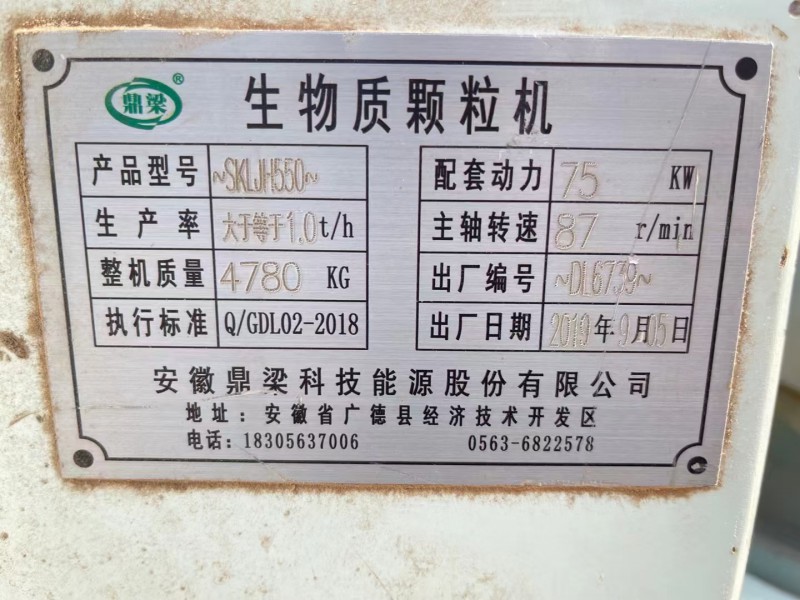 鼎梁®
生物质颗粒机
产品型号 ~SKLJH550~ 配套动力 75 KW
生产率 大于等于1.0t/h 主轴转速 87 r/min
整机质量 4780 KG 出厂编号 ~DL6739~
执行标准 Q/GDL02-2018 出厂日期 2019年9月05日
安徽鼎梁科技能源股份有限公司
地址：安徽省广德县经济技术开发区
电话：18305637006 0563-6822578